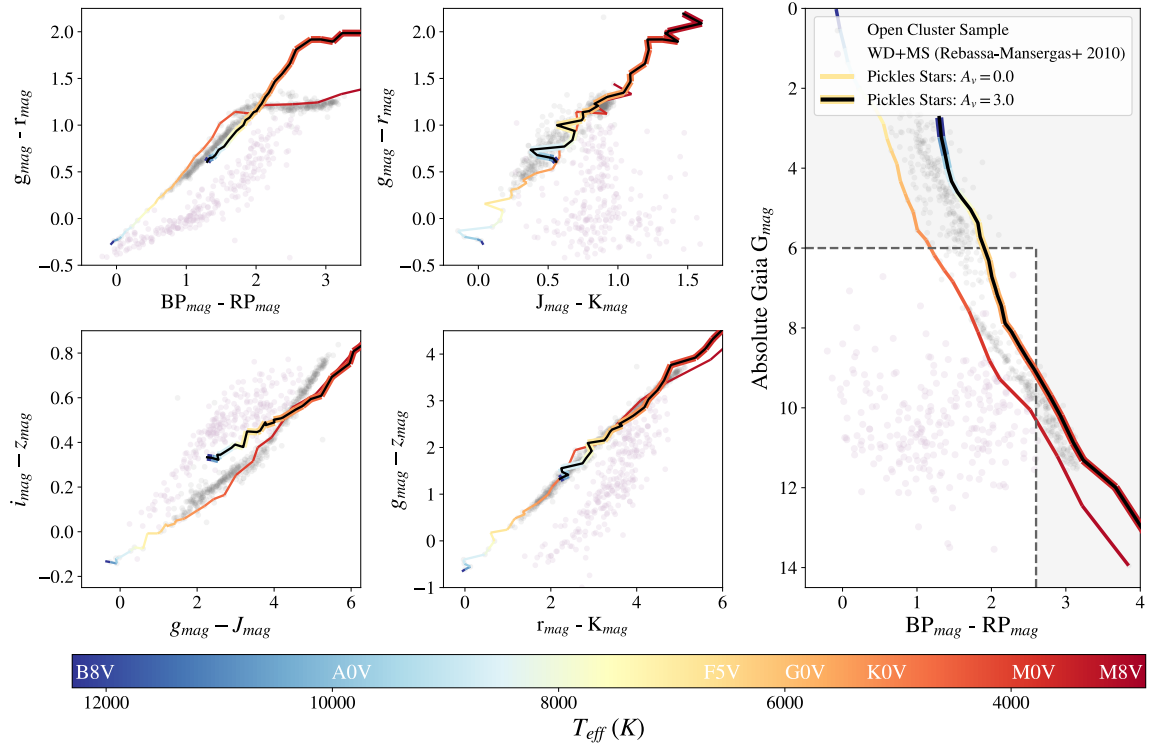 2.0
1.5
1.0
0.5
0.0
−0.5
0 1 2 3
g_mag - r_mag
BP_mag - RP_mag
2.0
1.5
1.0
0.5
0.0
−0.5
0.0 0.5 1.0 1.5
g_mag − r_mag
J_mag - K_mag
0.8
0.6
0.4
0.2
0.0
−0.2
0 2 4 6
i_mag − z_mag
g_mag − J_mag
4
3
2
1
0
−1
0 2 4 6
g_mag − z_mag
r_mag - K_mag
0
2
4
6
8
10
12
14
0 1 2 3 4
Absolute Gaia G_mag
BP_mag - RP_mag
Open Cluster Sample
WD+MS (Rebassa-Mansergas+ 2010)
Pickles Stars: A_v = 0.0
Pickles Stars: A_v = 3.0
B8V A0V F5V G0V K0V M0V M8V
12000 10000 8000 6000 4000
T_eff (K)